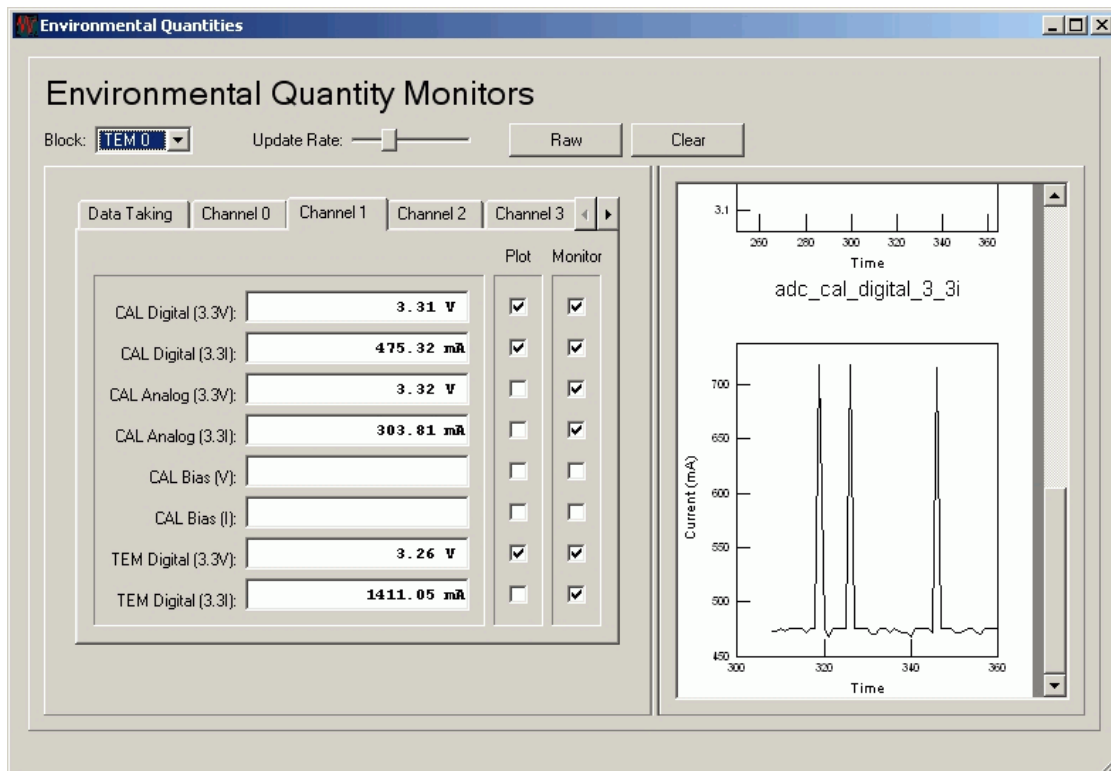 Environmental Quantities
Environmental Quantity Monitors
Block: TEM 0 Update Rate: Raw Clear
Data Taking Channel 0 Channel 1 Channel 2 Channel 3
Plot Monitor
CAL Digital (3.3V): 3.31 V
CAL Digital (3.3I): 475.32 mA
CAL Analog (3.3V): 3.32 V
CAL Analog (3.3I): 303.81 mA
CAL Bias (V):
CAL Bias (I):
TEM Digital (3.3V): 3.26 V
TEM Digital (3.3I): 1411.05 mA
3.1
260 280 300 320 340 360
Time
adc_cal_digital_3_3i
700
650
600
550
500
450
Current (mA)
300 320 340 360
Time